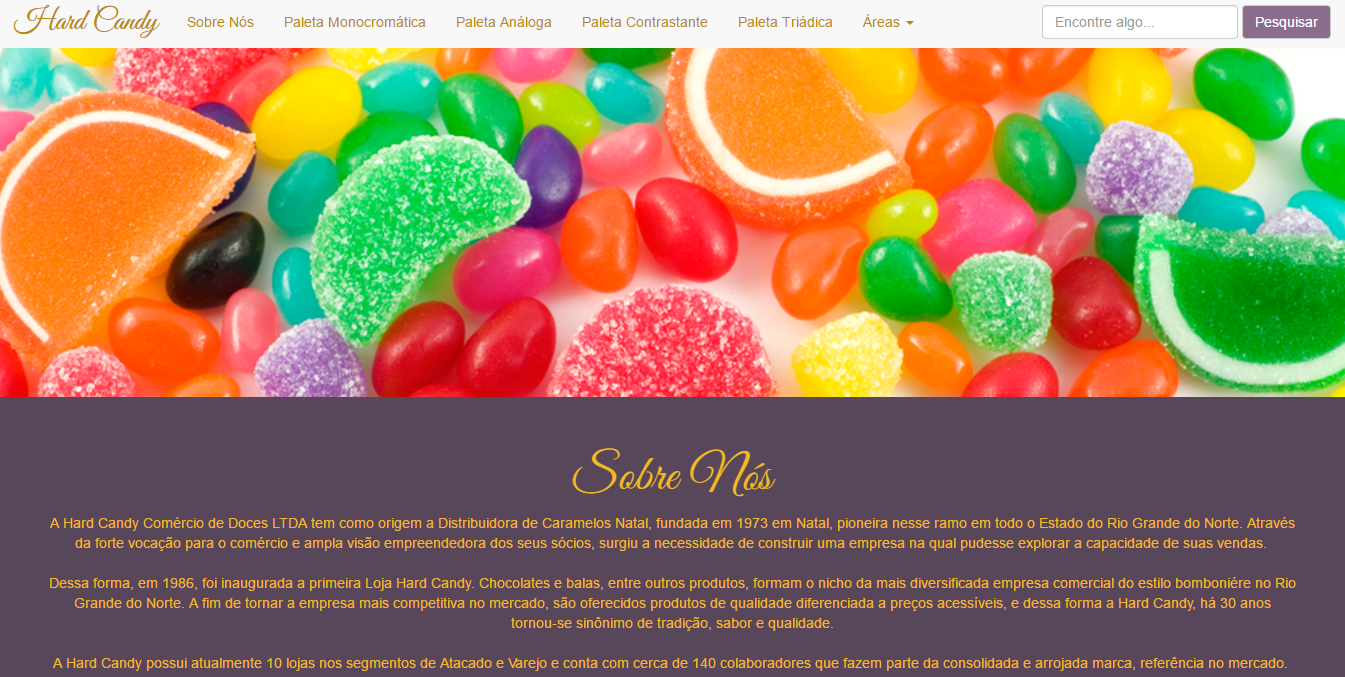 Hard Candy Sobre Nós Paleta Monocromática Paleta Análoga Paleta Contrastante Paleta Triádica Áreas Encontre algo... Pesquisar
Sobre Nós
A Hard Candy Comércio de Doces LTDA tem como origem a Distribuidora de Caramelos Natal, fundada em 1973 em Natal, pioneira nesse ramo em todo o Estado do Rio Grande do Norte. Através
da forte vocação para o comércio e ampla visão empreendedora dos seus sócios, surgiu a necessidade de construir uma empresa na qual pudesse explorar a capacidade de suas vendas.
Dessa forma, em 1986, foi inaugurada a primeira Loja Hard Candy. Chocolates e balas, entre outros produtos, formam o nicho da mais diversificada empresa comercial do estilo bomboniére no Rio
Grande do Norte. A fim de tornar a empresa mais competitiva no mercado, são oferecidos produtos de qualidade diferenciada a preços acessíveis, e dessa forma a Hard Candy, há 30 anos
tornou-se sinônimo de tradição, sabor e qualidade.
A Hard Candy possui atualmente 10 lojas nos segmentos de Atacado e Varejo e conta com cerca de 140 colaboradores que fazem parte da consolidada e arrojada marca, referência no mercado.